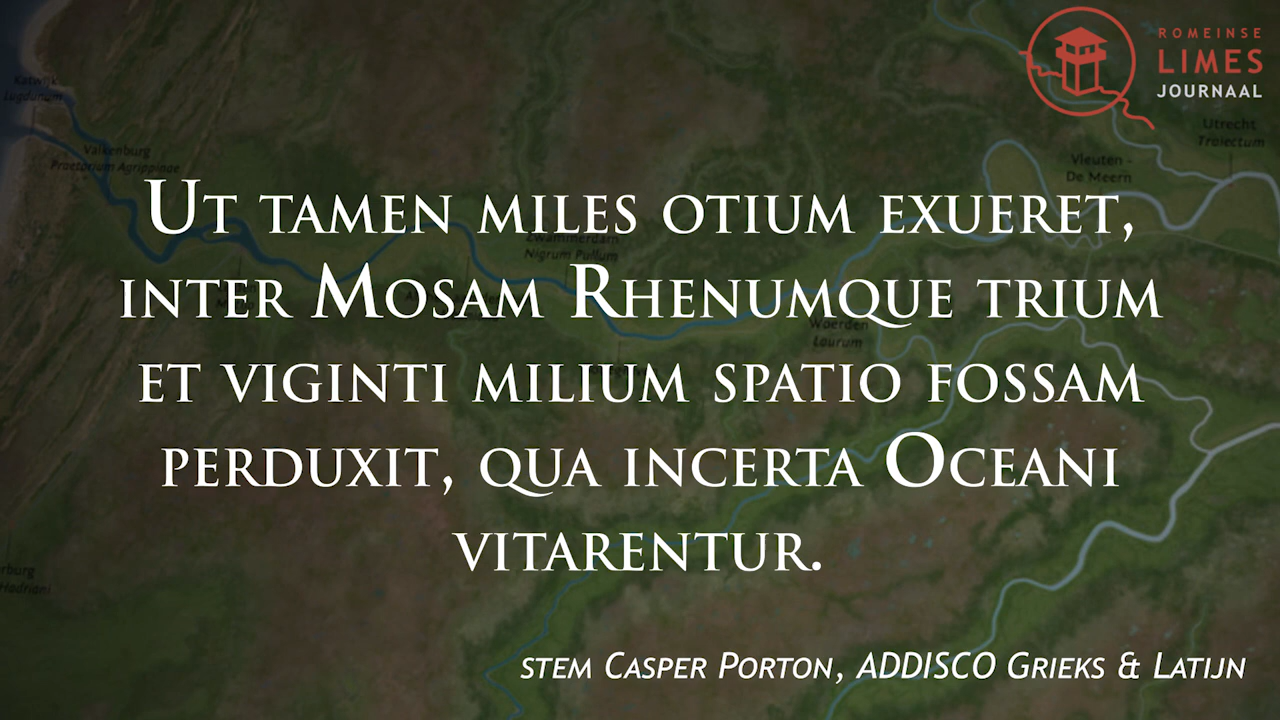 ROMEINSE
LIMES
JOURNAAL
Katwijk
Lugdunum
Valkenburg
Praetorium Agrippinae
Utrecht
Traiectum
Vleuten -
De Meern
Ut tamen miles otium exueret,
Zwammerdam
Nigrum Pullum
inter Mosam Rhenumque trium
Woerden
Laurum
et viginti milium spatio fossam
perduxit, qua incerta Oceani
vitarentur.
stem Casper Porton, ADDISCO Grieks & Latijn